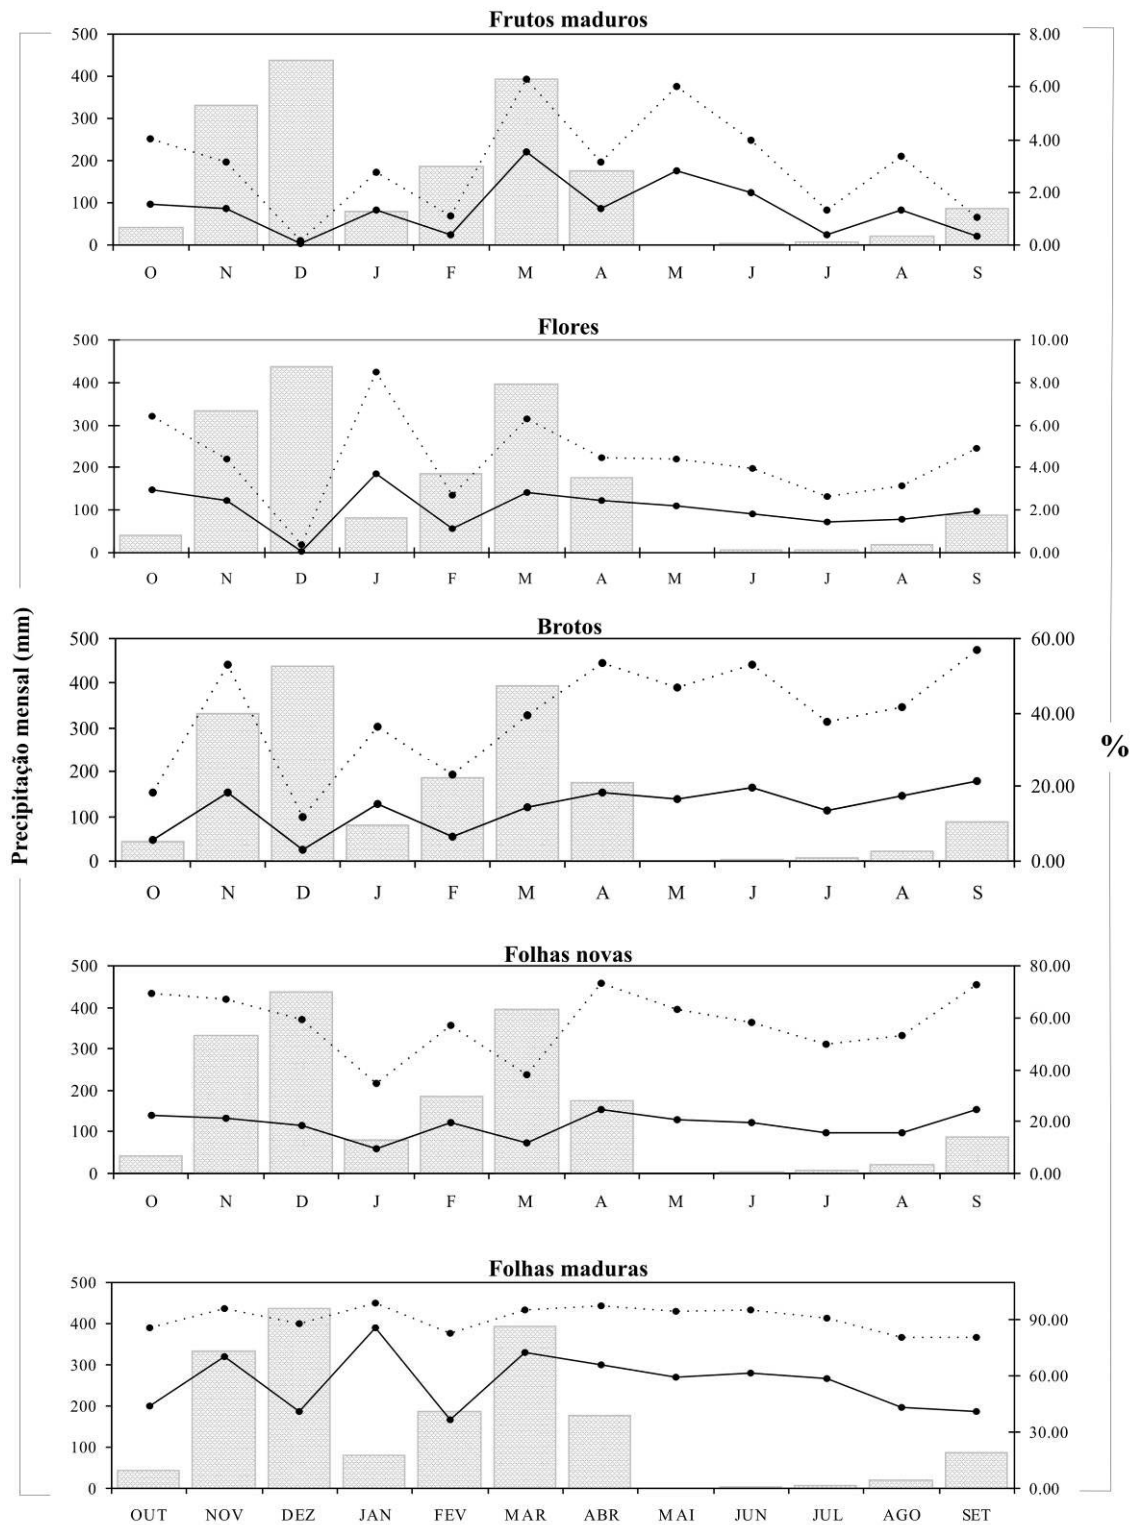 Frutos maduros
500 8.00
400 6.00
300 4.00
200 2.00
100 0.00
0
O N D J F M A M J J A S
Flores
500 10.00
400 8.00
300 6.00
200 4.00
100 2.00
0 0.00
O N D J F M A M J J A S
Brotos
500 60.00
400 40.00
300 20.00
200 0.00
100
0
O N D J F M A M J J A S
Folhas novas
500 80.00
400 60.00
300 40.00
200 20.00
100 0.00
0
O N D J F M A M J J A S
Folhas maduras
500 90.00
400 60.00
300 30.00
200 0.00
100
0
OUT NOV DEZ JAN FEV MAR ABR MAI JUN JUL AGO SET
Precipitação mensal (mm)
%